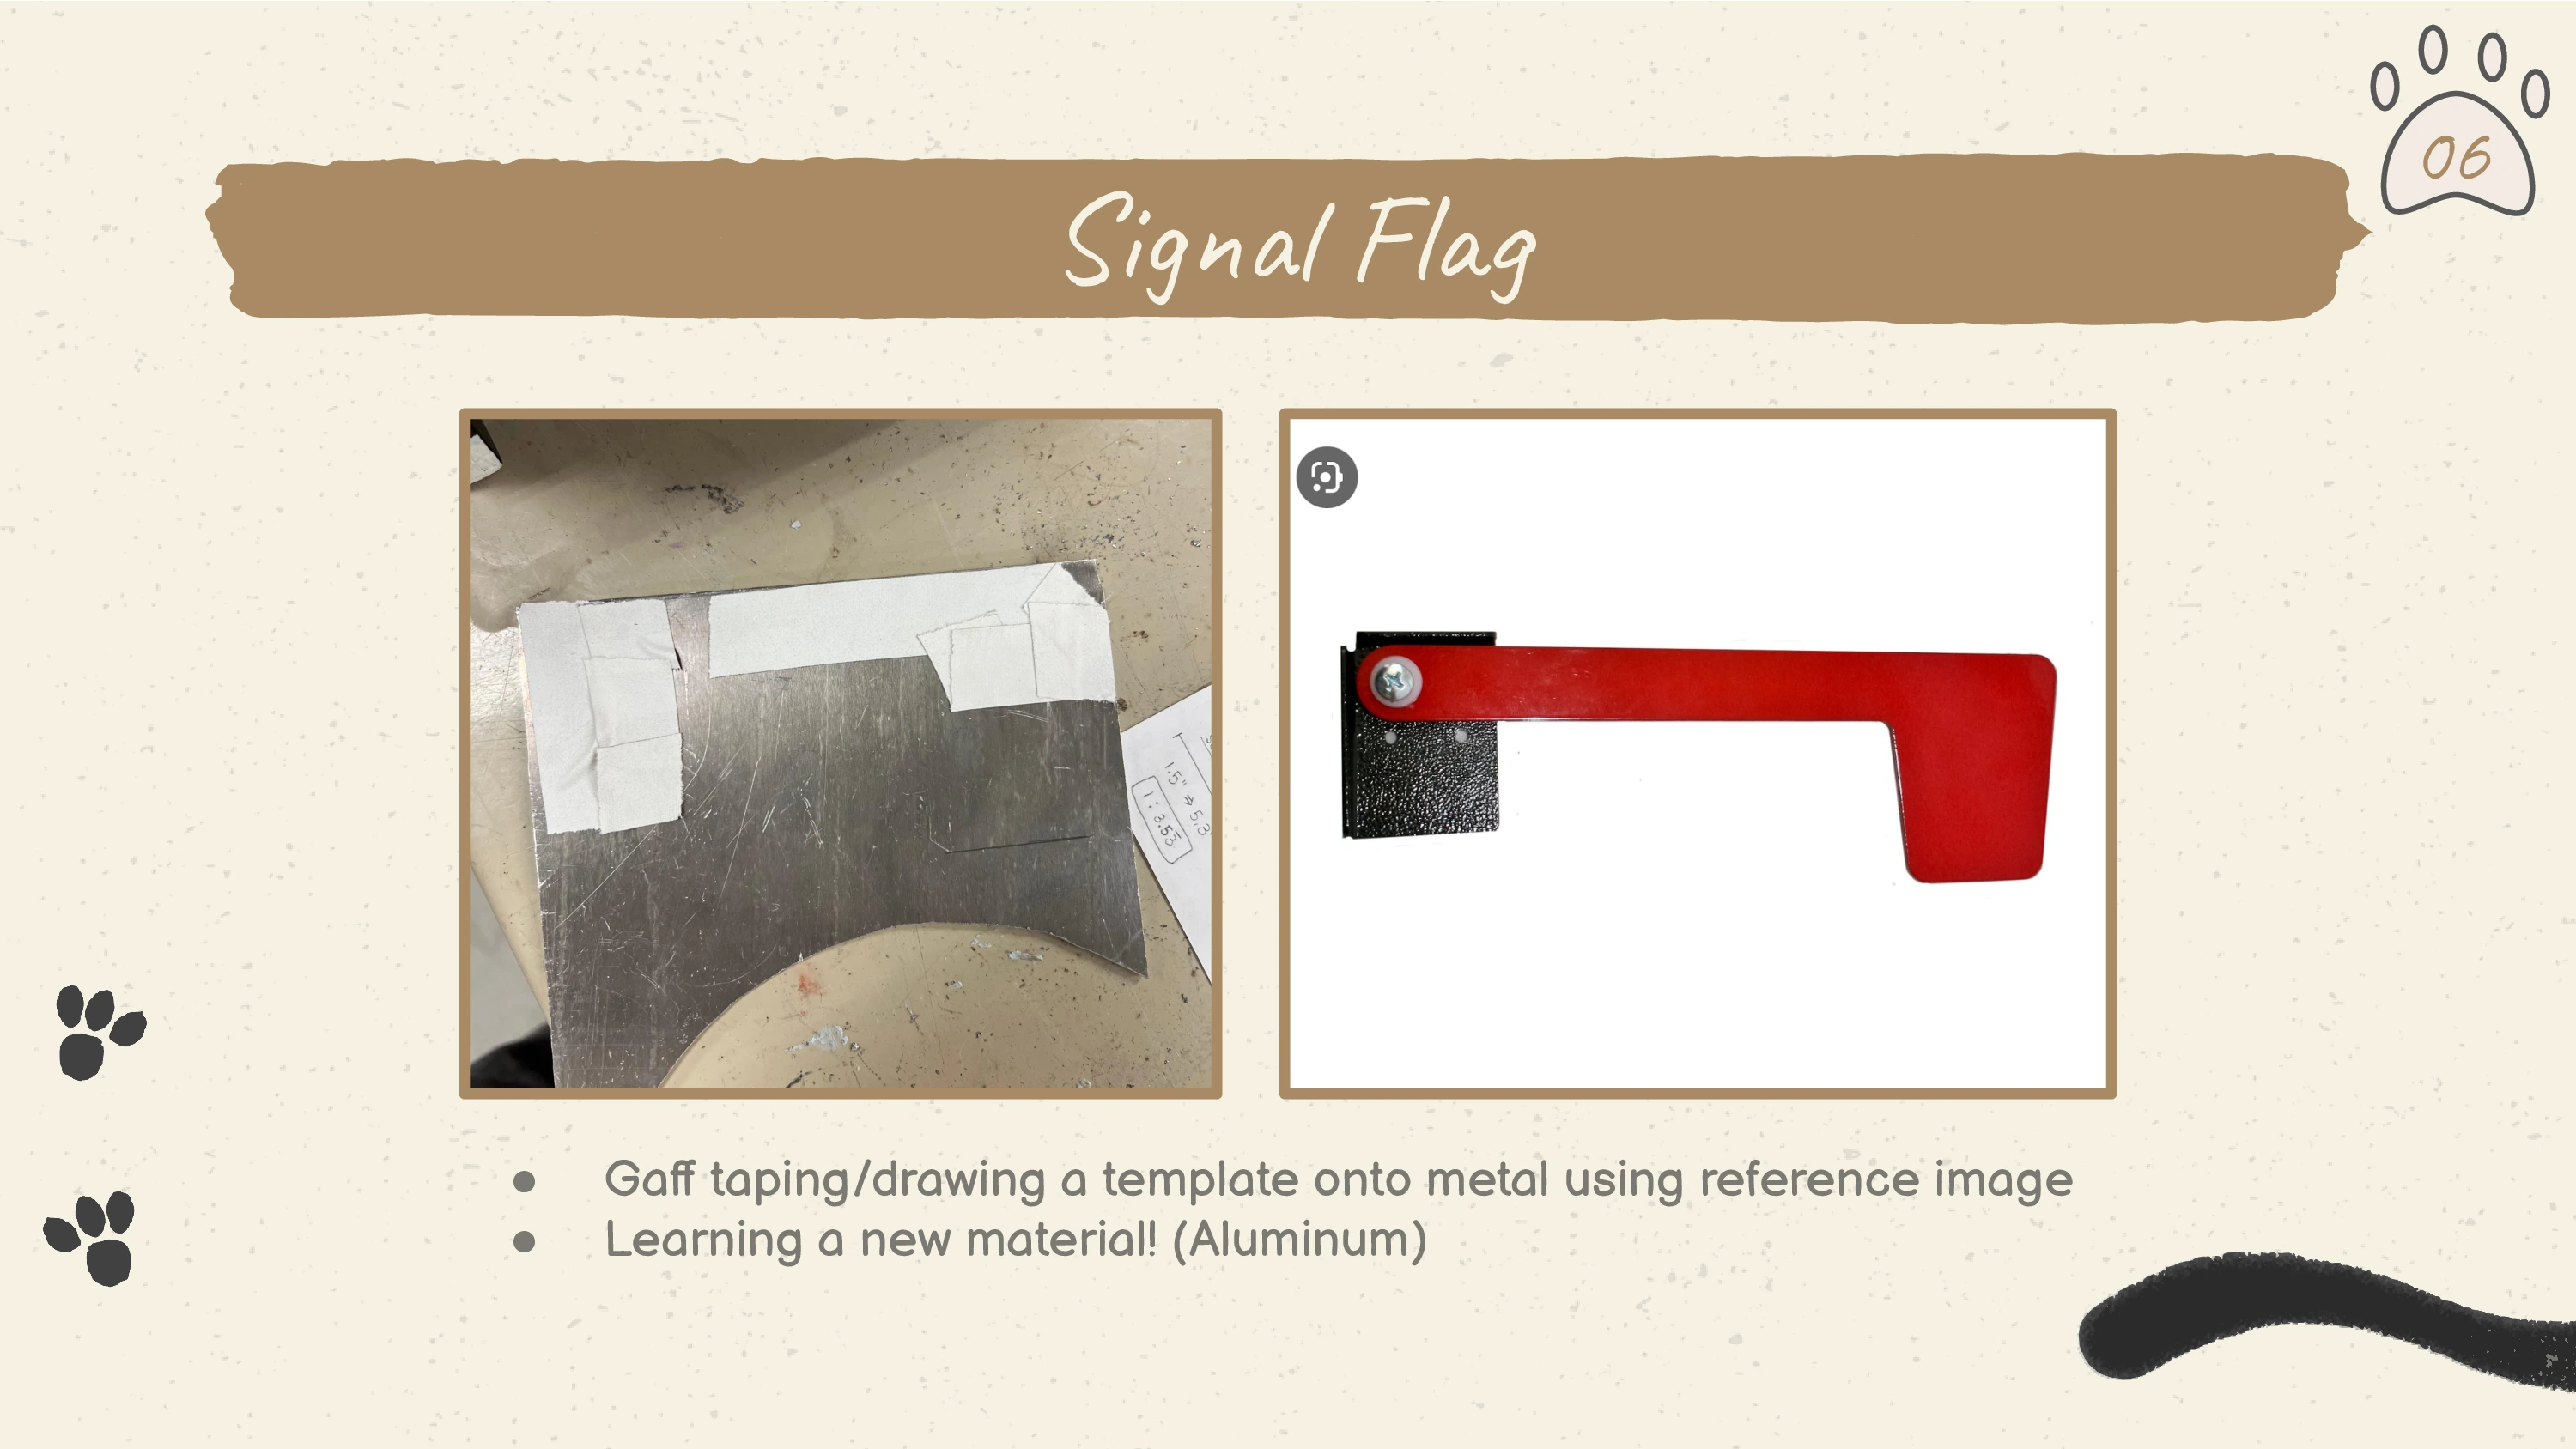 06
Signal Flag
1.5" ⇒ 5.3
1:3.53
● Gaff taping/drawing a template onto metal using reference image
● Learning a new material! (Aluminum)